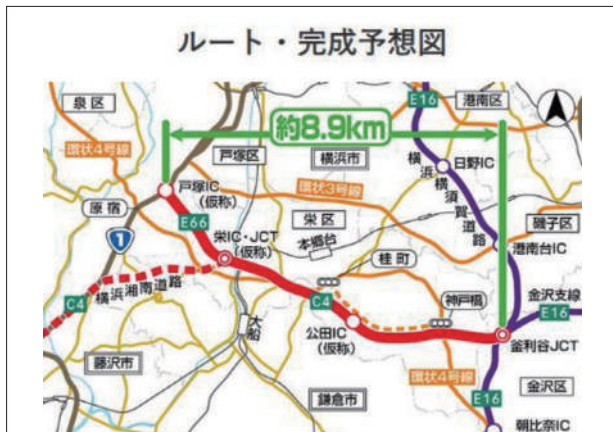 ルート・完成予想図
泉区
E16
港南区
約8.9km
環状4号線
戸塚区
横浜市
日野IC
横浜横須賀道路
戸塚IC
（仮称）
環状3号線
原宿
E66
栄区
磯子区
1
栄IC・JCT
（仮称）
本郷台
港南台IC
桂町
横浜湘南道路
C4
C4
神戸橋
金沢支線
E16
大船
公田IC
（仮称）
釜利谷JCT
藤沢市
環状4号線
鎌倉市
E16
金沢区
朝比奈IC